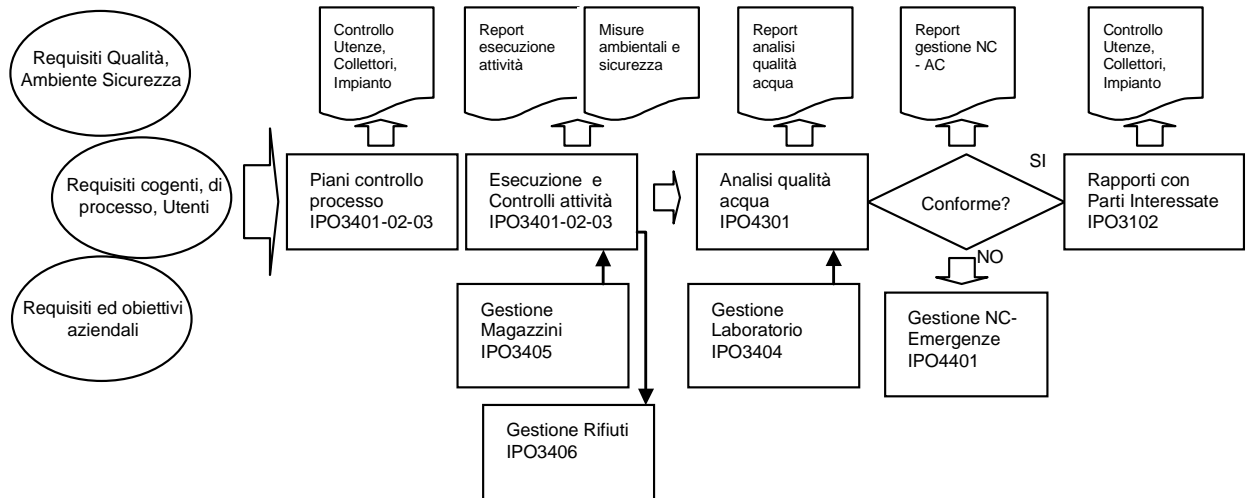 Requisiti Qualità,
Ambiente Sicurezza
Requisiti cogenti, di
processo, Utenti
Requisiti ed obiettivi
aziendali
Controllo
Utenze,
Collettori,
Impianto
Report
esecuzione
attività
Misure
ambientali e
sicurezza
Report
analisi
qualità
acqua
Report
gestione NC
- AC
Controllo
Utenze,
Collettori,
Impianto
Piani controllo
processo
IPO3401-02-03
Esecuzione e
Controlli attività
IPO3401-02-03
Analisi qualità
acqua
IPO4301
Conforme?
SI
NO
Rapporti con
Parti Interessate
IPO3102
Gestione
Magazzini
IPO3405
Gestione
Laboratorio
IPO3404
Gestione NC-
Emergenze
IPO4401
Gestione Rifiuti
IPO3406